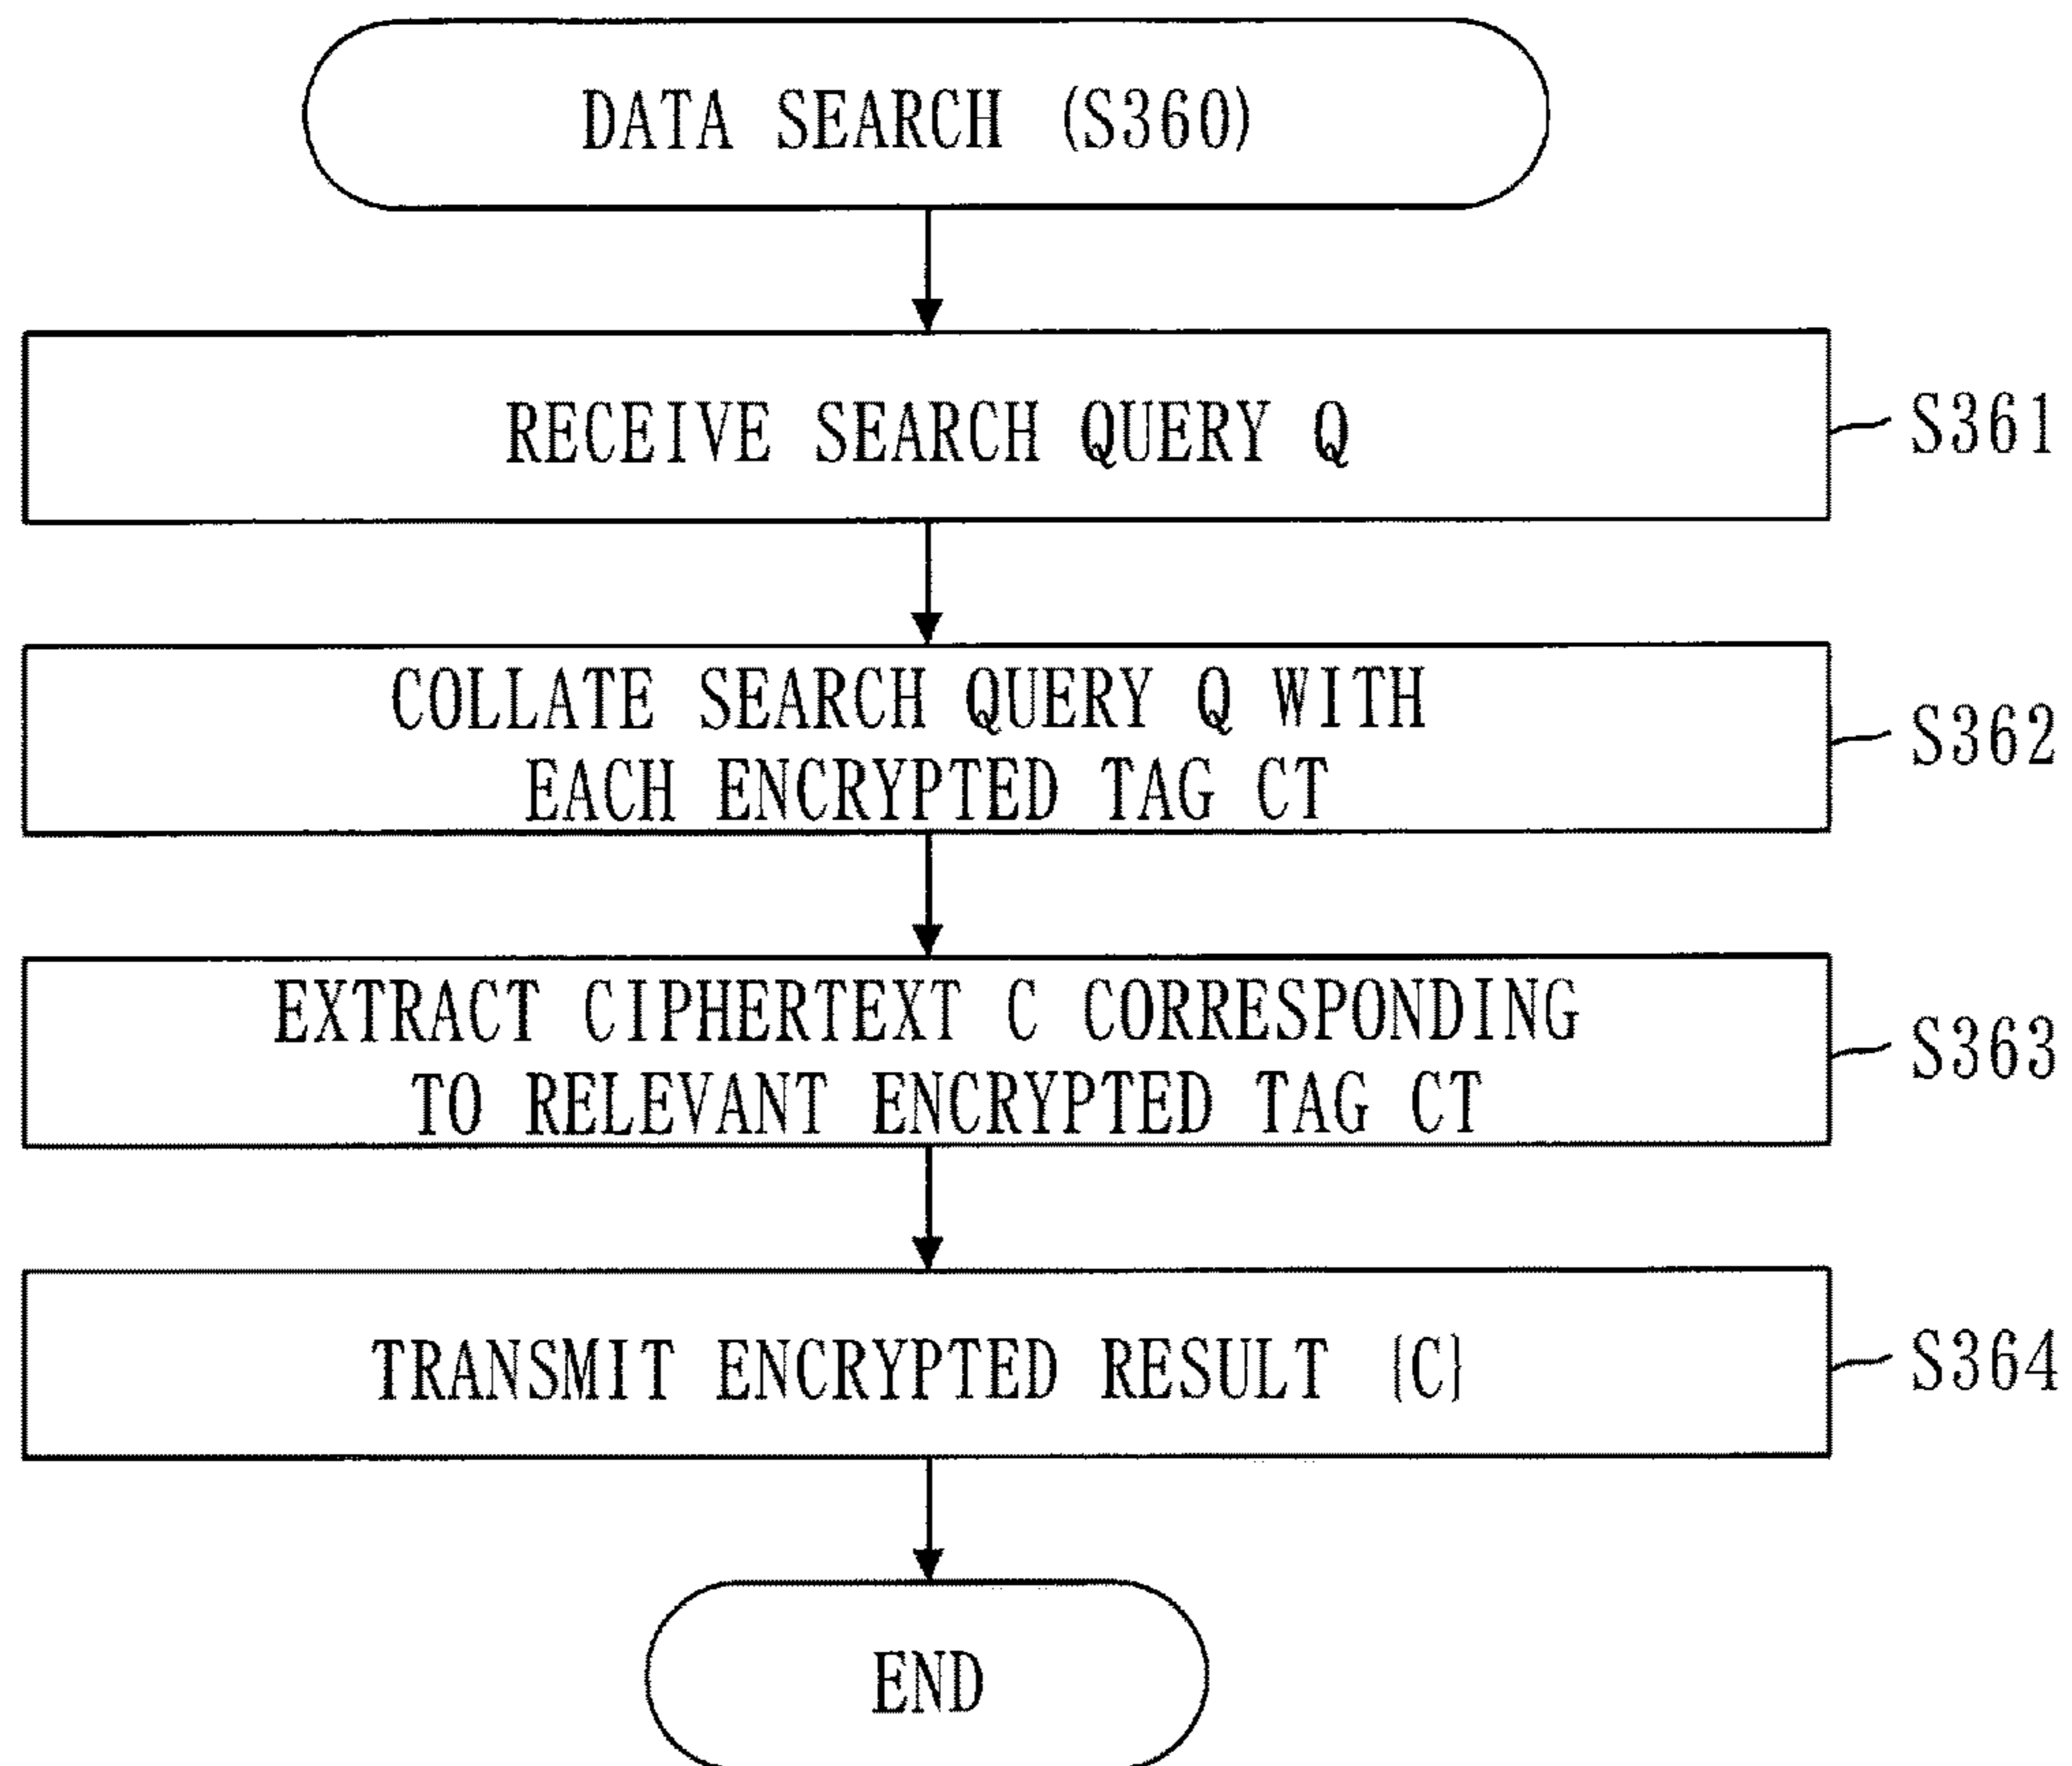 DATA SEARCH (S360)
RECEIVE SEARCH QUERY Q
S361
COLLATE SEARCH QUERY Q WITH
EACH ENCRYPTED TAG CT
S362
EXTRACT CIPHERTEXT C CORRESPONDING
TO RELEVANT ENCRYPTED TAG CT
S363
TRANSMIT ENCRYPTED RESULT {C}
S364
END